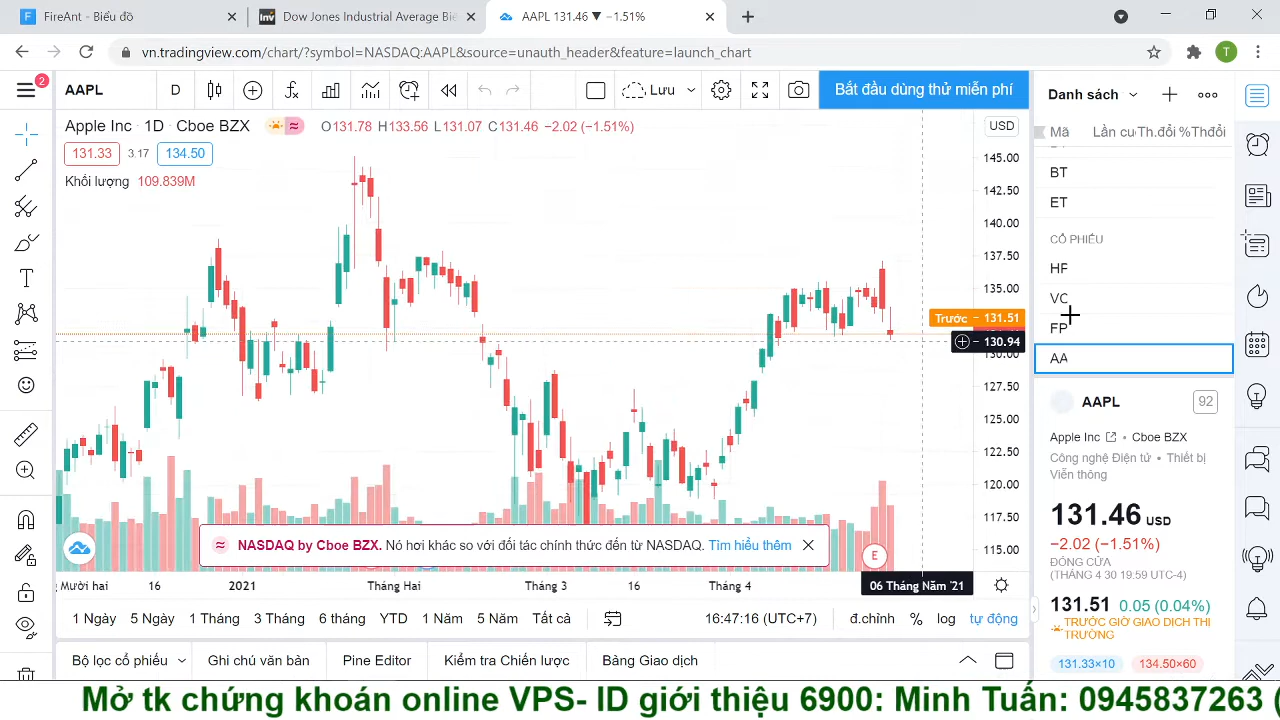 FireAnt - Biểu đồ
Dow Jones Industrial Average Biể
AAPL 131.46 ▼ −1.51%
vn.tradingview.com/chart/?symbol=NASDAQ:AAPL&source=unauth_header&feature=launch_chart
T
2
AAPL
D
Lưu
Bắt đầu dùng thử miễn phí
Danh sách
Apple Inc · 1D · Cboe BZX
O131.78 H133.56 L131.07 C131.46 −2.02 (−1.51%)
USD
Mã
Lần cu
Th.đổi
%Thđổi
131.33
3.17
134.50
Khối lượng 109.839M
145.00
142.50
140.00
137.50
135.00
Trước − 131.51
− 130.94
130.00
127.50
125.00
122.50
120.00
117.50
115.00
BT
ET
CỔ PHIẾU
HF
VC
FP
AA
AAPL
92
Apple Inc • Cboe BZX
Công nghệ Điện tử • Thiết bị
Viễn thông
131.46 USD
−2.02 (−1.51%)
ĐÓNG CỬA
(THÁNG 4 30 19:59 UTC-4)
131.51 0.05 (0.04%)
TRƯỚC GIỜ GIAO DỊCH THỊ
TRƯỜNG
131.33×10
134.50×60
NASDAQ by Cboe BZX. Nó hơi khác so với đối tác chính thức đến từ NASDAQ. Tìm hiểu thêm
E
Mười hai
16
2021
Tháng Hai
Tháng 3
16
Tháng 4
06 Tháng Năm '21
1 Ngày
5 Ngày
1 Tháng
3 Tháng
6 tháng
YTD
1 Năm
5 Năm
Tất cả
16:47:16 (UTC+7)
đ.chỉnh
%
log
tự động
Bộ lọc cổ phiếu
Ghi chú văn bản
Pine Editor
Kiểm tra Chiến lược
Bảng Giao dịch
Mở tk chứng khoán online VPS- ID giới thiệu 6900: Minh Tuấn: 0945837263 (